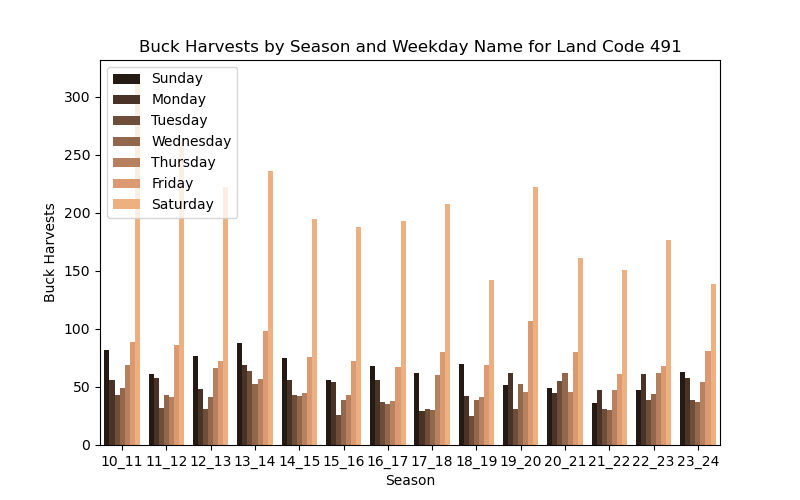 Buck Harvests by Season and Weekday Name for Land Code 491
Sunday
Monday
Tuesday
Wednesday
Thursday
Friday
Saturday
300
250
200
150
100
50
0
Buck Harvests
10_11 11_12 12_13 13_14 14_15 15_16 16_17 17_18 18_19 19_20 20_21 21_22 22_23 23_24
Season